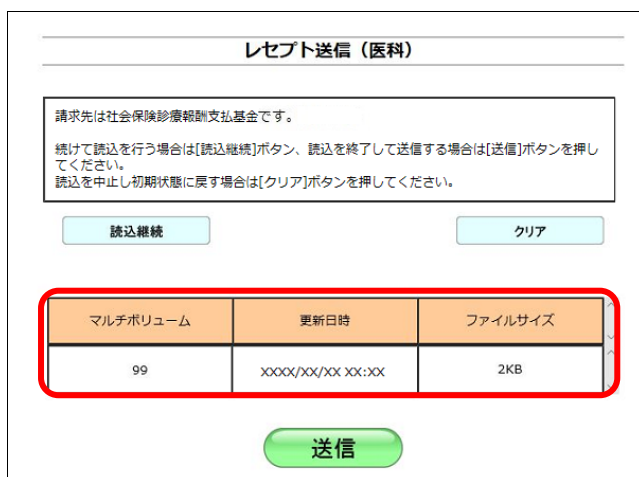 レセプト送信（医科）
請求先は社会保険診療報酬支払基金です。
続けて読込を行う場合は[読込継続]ボタン、読込を終了して送信する場合は[送信]ボタンを押し
てください。
読込を中止し初期状態に戻す場合は[クリア]ボタンを押してください。
読込継続 クリア
マルチボリューム 更新日時 ファイルサイズ
99 XXXX/XX/XX XX:XX 2KB
送信